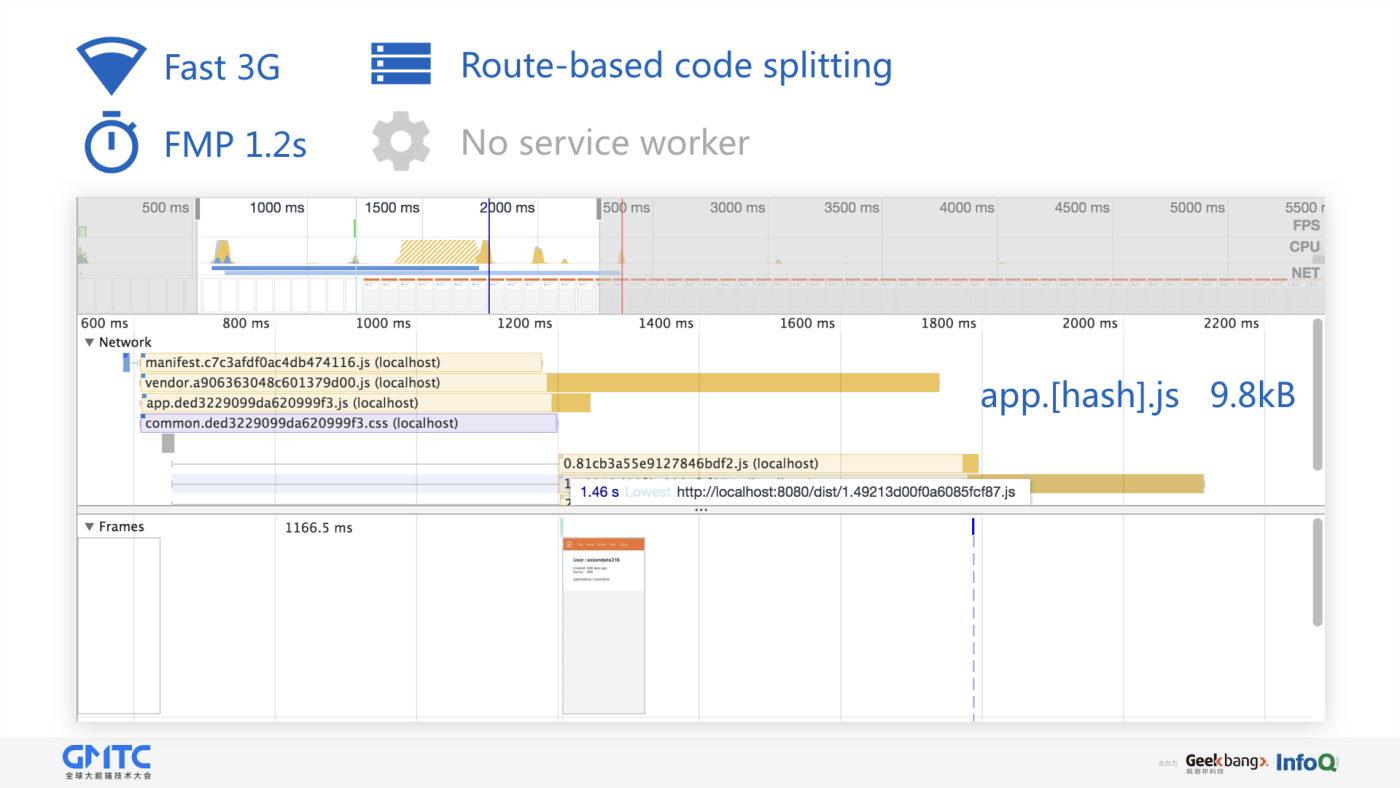 Fast 3G
Route-based code splitting
FMP 1.2s
No service worker
500 ms 1000 ms 1500 ms 2000 ms 500 ms 3000 ms 3500 ms 4000 ms 4500 ms 5000 ms 5500
FPS
CPU
NET
600 ms 800 ms 1000 ms 1200 ms 1400 ms 1600 ms 1800 ms 2000 ms 2200 ms
▼ Network
manifest.c7c3afdf0ac4db474116.js (localhost)
vendor.a906363048c601379d00.js (localhost)
app.ded3229099da620999f3.js (localhost)
common.ded3229099da620999f3.css (localhost)
app.[hash].js 9.8kB
0.81cb3a55e9127846bdf2.js (localhost)
1.46 s Lowest http://localhost:8080/dist/1.49213d00f0a6085fcf87.js
▼ Frames 1166.5 ms
User : axiomdata316
GMTC
全球大前端技术大会
主办方 Geekbang>. InfoQ
极客邦科技